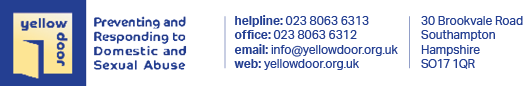 yellow
door
Preventing and
Responding to
Domestic and
Sexual Abuse
helpline: 023 8063 6313
office: 023 8063 6312
email: info@yellowdoor.org.uk
web: yellowdoor.org.uk
30 Brookvale Road
Southampton
Hampshire
SO17 1QR